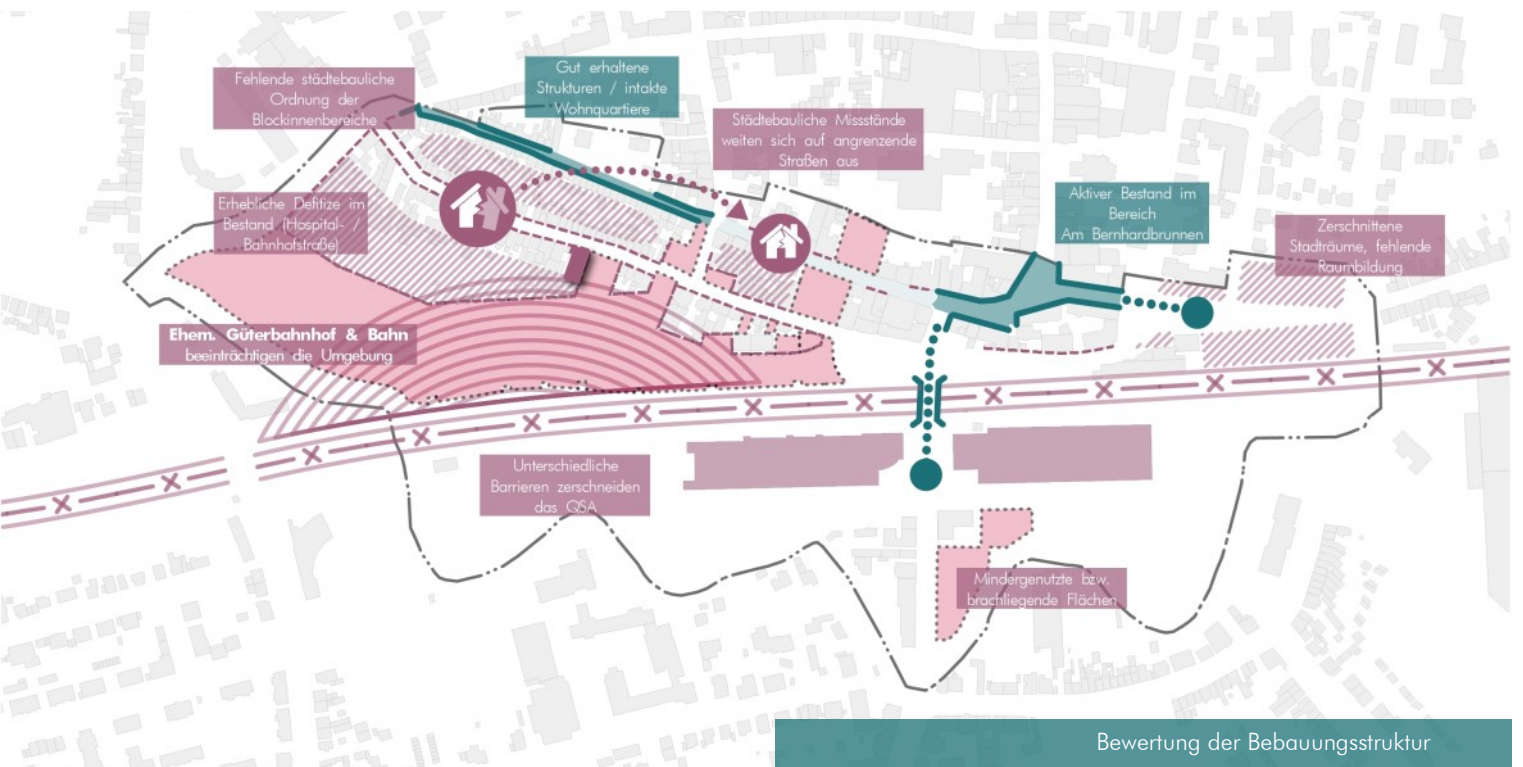 Fehlende städtebauliche
Ordnung der
Blockinnenbereiche
Gut erhaltene
Strukturen / intakte
Wohnquartiere
Städtebauliche Missstände
weiten sich auf angrenzende
Straßen aus
Erhebliche Defitize im
Bestand (Hospital- /
Bahnhofstraße)
Aktiver Bestand im
Bereich
Am Bernhardbrunnen
Zerschnittene
Stadträume, fehlende
Raumbildung
Ehem. Güterbahnhof & Bahn
beeinträchtigen die Umgebung
Unterschiedliche
Barrieren zerschneiden
das QSA
Mindergenutzte bzw.
brachliegende Flächen
Bewertung der Bebauungsstruktur